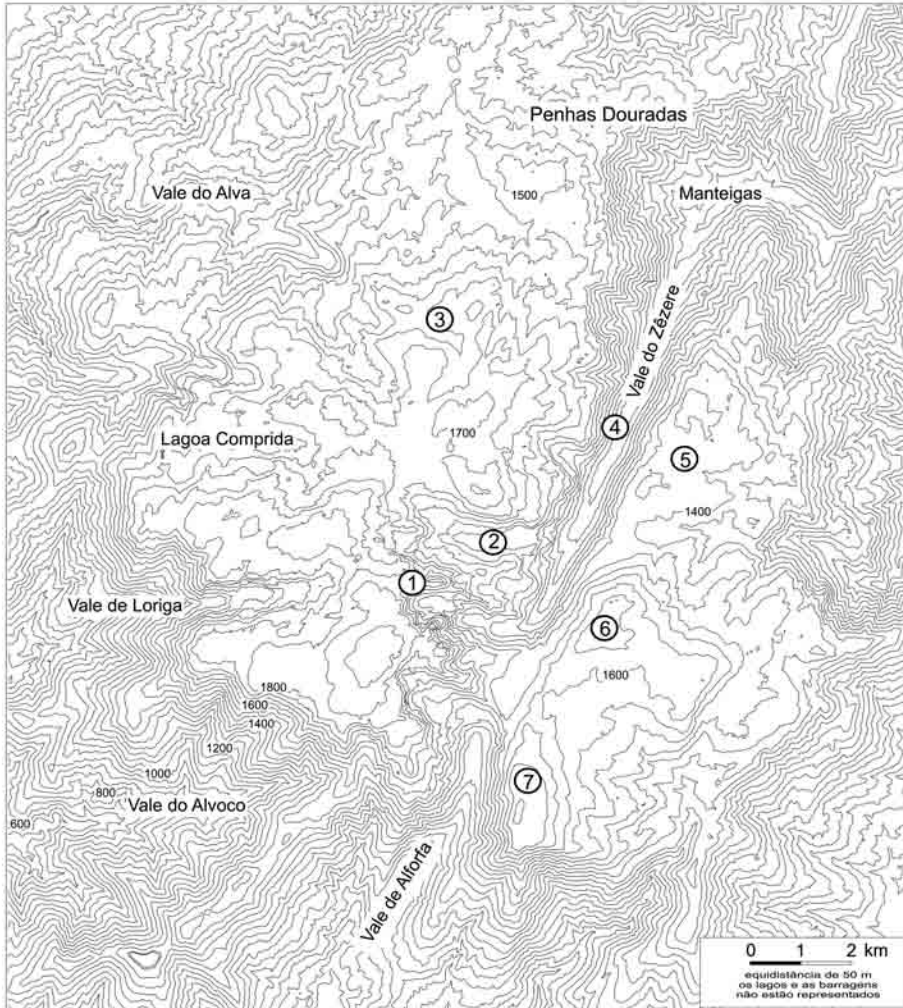 Penhas Douradas
1500
Vale do Alva
Manteigas
Vale do Zêzere
3
4
Lagoa Comprida
1700
5
1400
2
1
Vale de Loriga
6
1600
1800
1600
1400
1200
1000
800
600
Vale do Alvoco
7
Vale de Alforfa
0 1 2 km
equidistância de 50 m
os lagos e as barragens
não estão representados